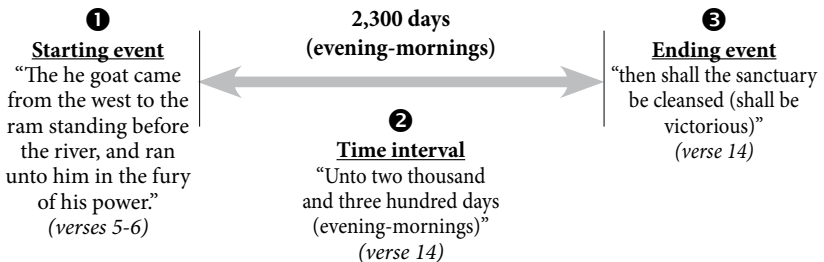 ❶
Starting event
“The he goat came
from the west to the
ram standing before
the river, and ran
unto him in the fury
of his power.”
(verses 5-6)
2,300 days
(evening-mornings)
❷
Time interval
“Unto two thousand
and three hundred days
(evening-mornings)”
(verse 14)
❸
Ending event
“then shall the sanctuary
be cleansed (shall be
victorious)”
(verse 14)